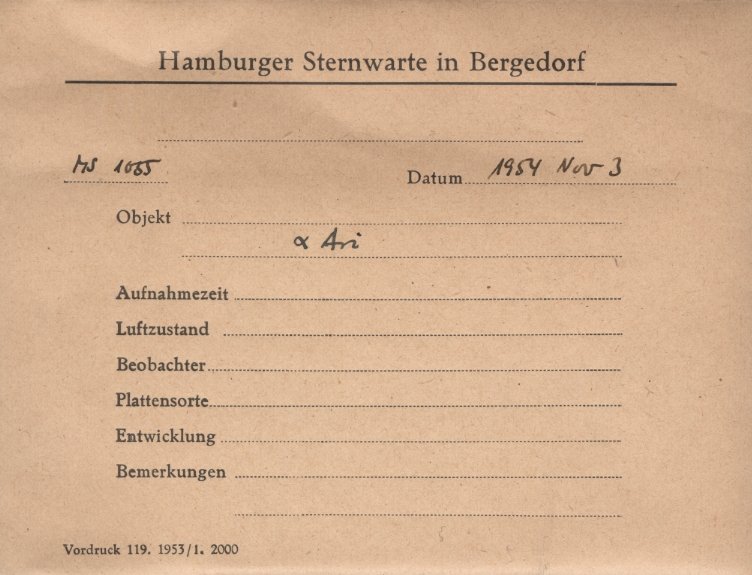 Hamburger Sternwarte in Bergedorf
MS 1055
Datum 1954 Nov 3
Objekt
α Ari
Aufnahmezeit
Luftzustand
Beobachter
Plattensorte
Entwicklung
Bemerkungen
Vordruck 119. 1953/1. 2000